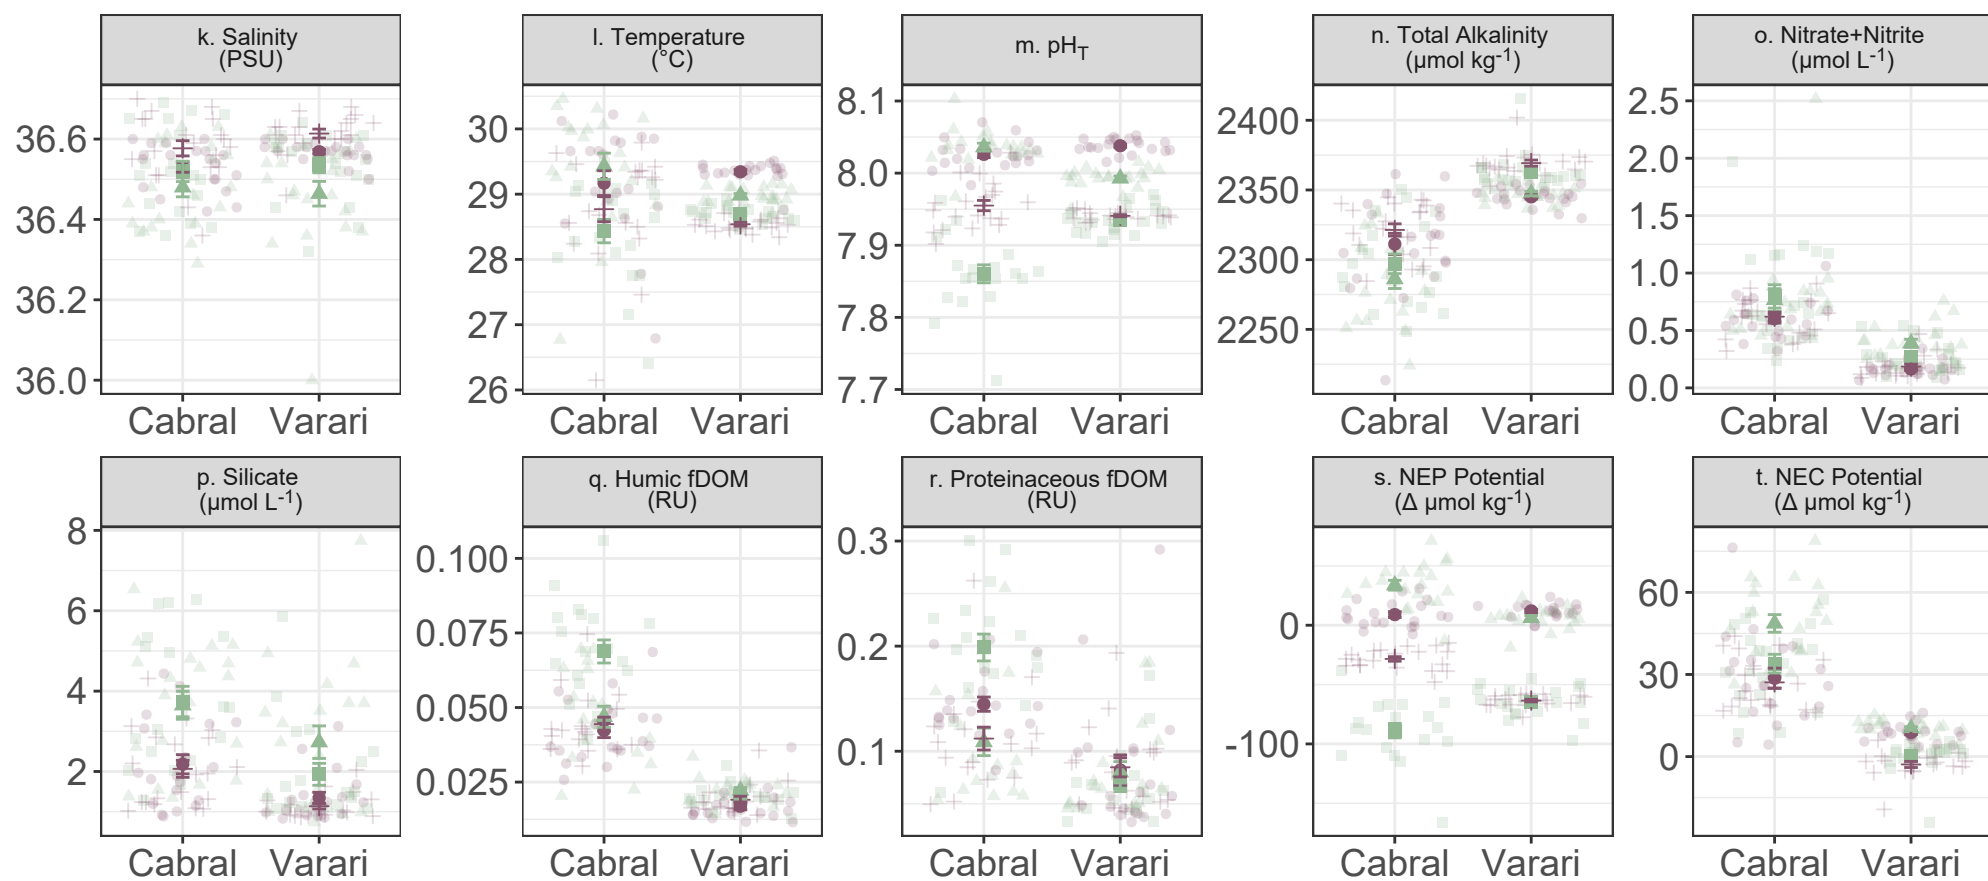 k. Salinity
(PSU)
l. Temperature
(°C)
m. pHT
n. Total Alkalinity
(μmol kg-1)
o. Nitrate+Nitrite
(μmol L-1)
36.6
36.4
36.2
36.0
30
29
28
27
26
8.1
8.0
7.9
7.8
7.7
2400
2350
2300
2250
2.5
2.0
1.5
1.0
0.5
0.0
Cabral Varari
Cabral Varari
Cabral Varari
Cabral Varari
Cabral Varari
p. Silicate
(μmol L-1)
q. Humic fDOM
(RU)
r. Proteinaceous fDOM
(RU)
s. NEP Potential
(Δ μmol kg-1)
t. NEC Potential
(Δ μmol kg-1)
8
6
4
2
0.100
0.075
0.050
0.025
0.3
0.2
0.1
0
-100
60
30
0
Cabral Varari
Cabral Varari
Cabral Varari
Cabral Varari
Cabral Varari